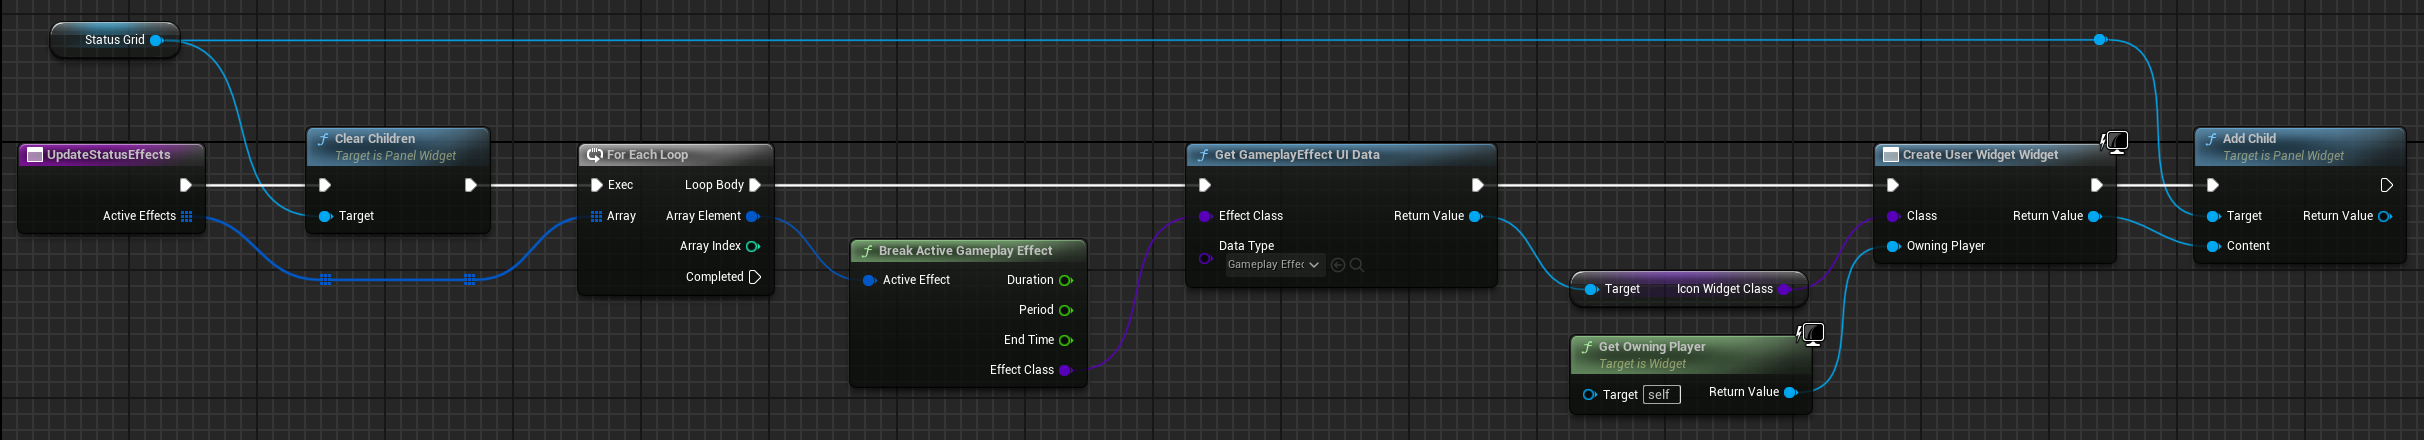 Status Grid
UpdateStatusEffects
Active Effects
Clear Children
Target is Panel Widget
Target
For Each Loop
Exec
Loop Body
Array
Array Element
Array Index
Completed
Break Active Gameplay Effect
Active Effect
Duration
Period
End Time
Effect Class
Get GameplayEffect UI Data
Effect Class
Return Value
Data Type
Gameplay Effec
Target
Icon Widget Class
Get Owning Player
Target is Widget
Target
self
Return Value
Create User Widget Widget
Class
Return Value
Owning Player
Add Child
Target is Panel Widget
Target
Return Value
Content